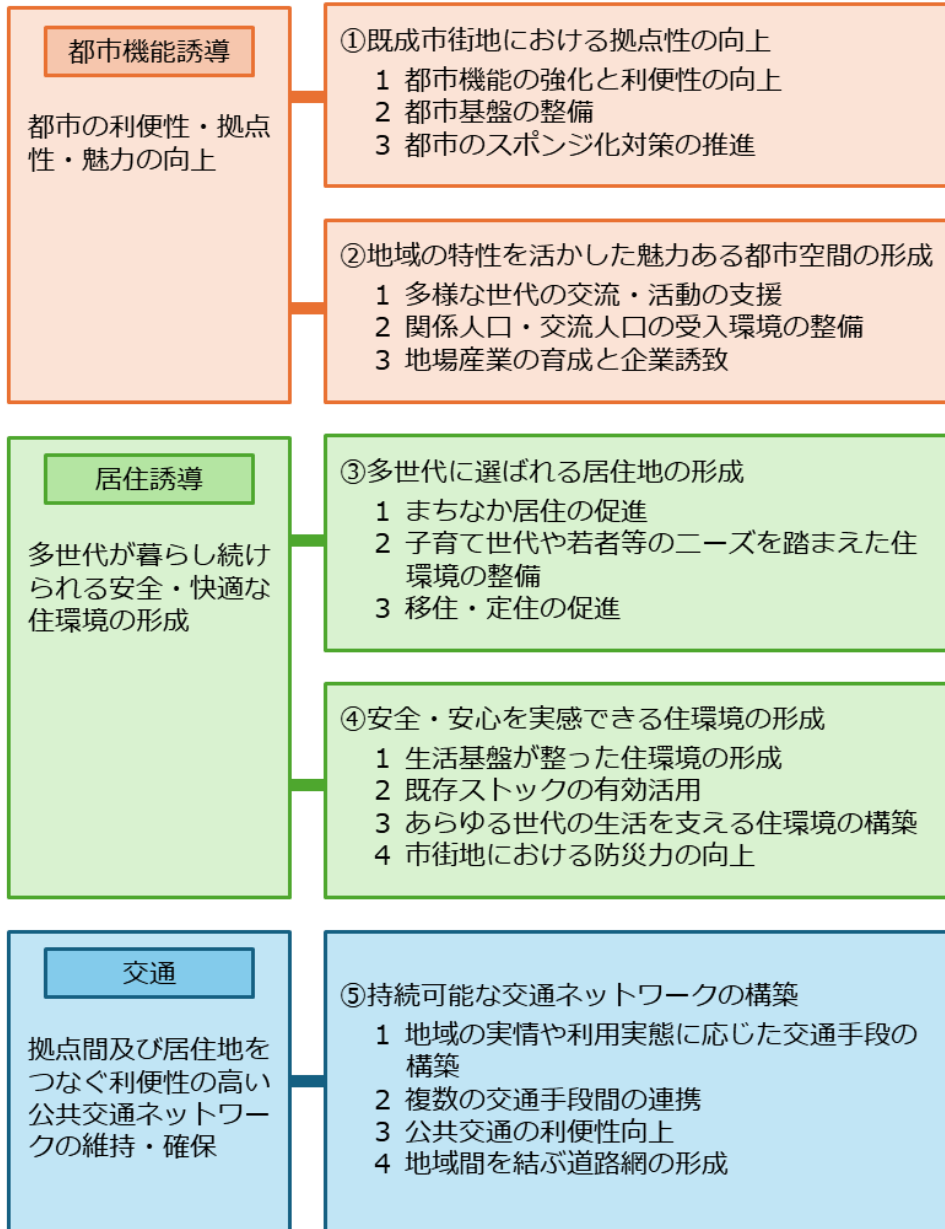 都市機能誘導
都市の利便性・拠点
性・魅力の向上
①既成市街地における拠点性の向上
1 都市機能の強化と利便性の向上
2 都市基盤の整備
3 都市のスポンジ化対策の推進
②地域の特性を活かした魅力ある都市空間の形成
1 多様な世代の交流・活動の支援
2 関係人口・交流人口の受入環境の整備
3 地場産業の育成と企業誘致
居住誘導
多世代が暮らし続け
られる安全・快適な
住環境の形成
③多世代に選ばれる居住地の形成
1 まちなか居住の促進
2 子育て世代や若者等のニーズを踏まえた住
環境の整備
3 移住・定住の促進
④安全・安心を実感できる住環境の形成
1 生活基盤が整った住環境の形成
2 既存ストックの有効活用
3 あらゆる世代の生活を支える住環境の構築
4 市街地における防災力の向上
交通
拠点間及び居住地を
つなぐ利便性の高い
公共交通ネットワー
クの維持・確保
⑤持続可能な交通ネットワークの構築
1 地域の実情や利用実態に応じた交通手段の
構築
2 複数の交通手段間の連携
3 公共交通の利便性向上
4 地域間を結ぶ道路網の形成